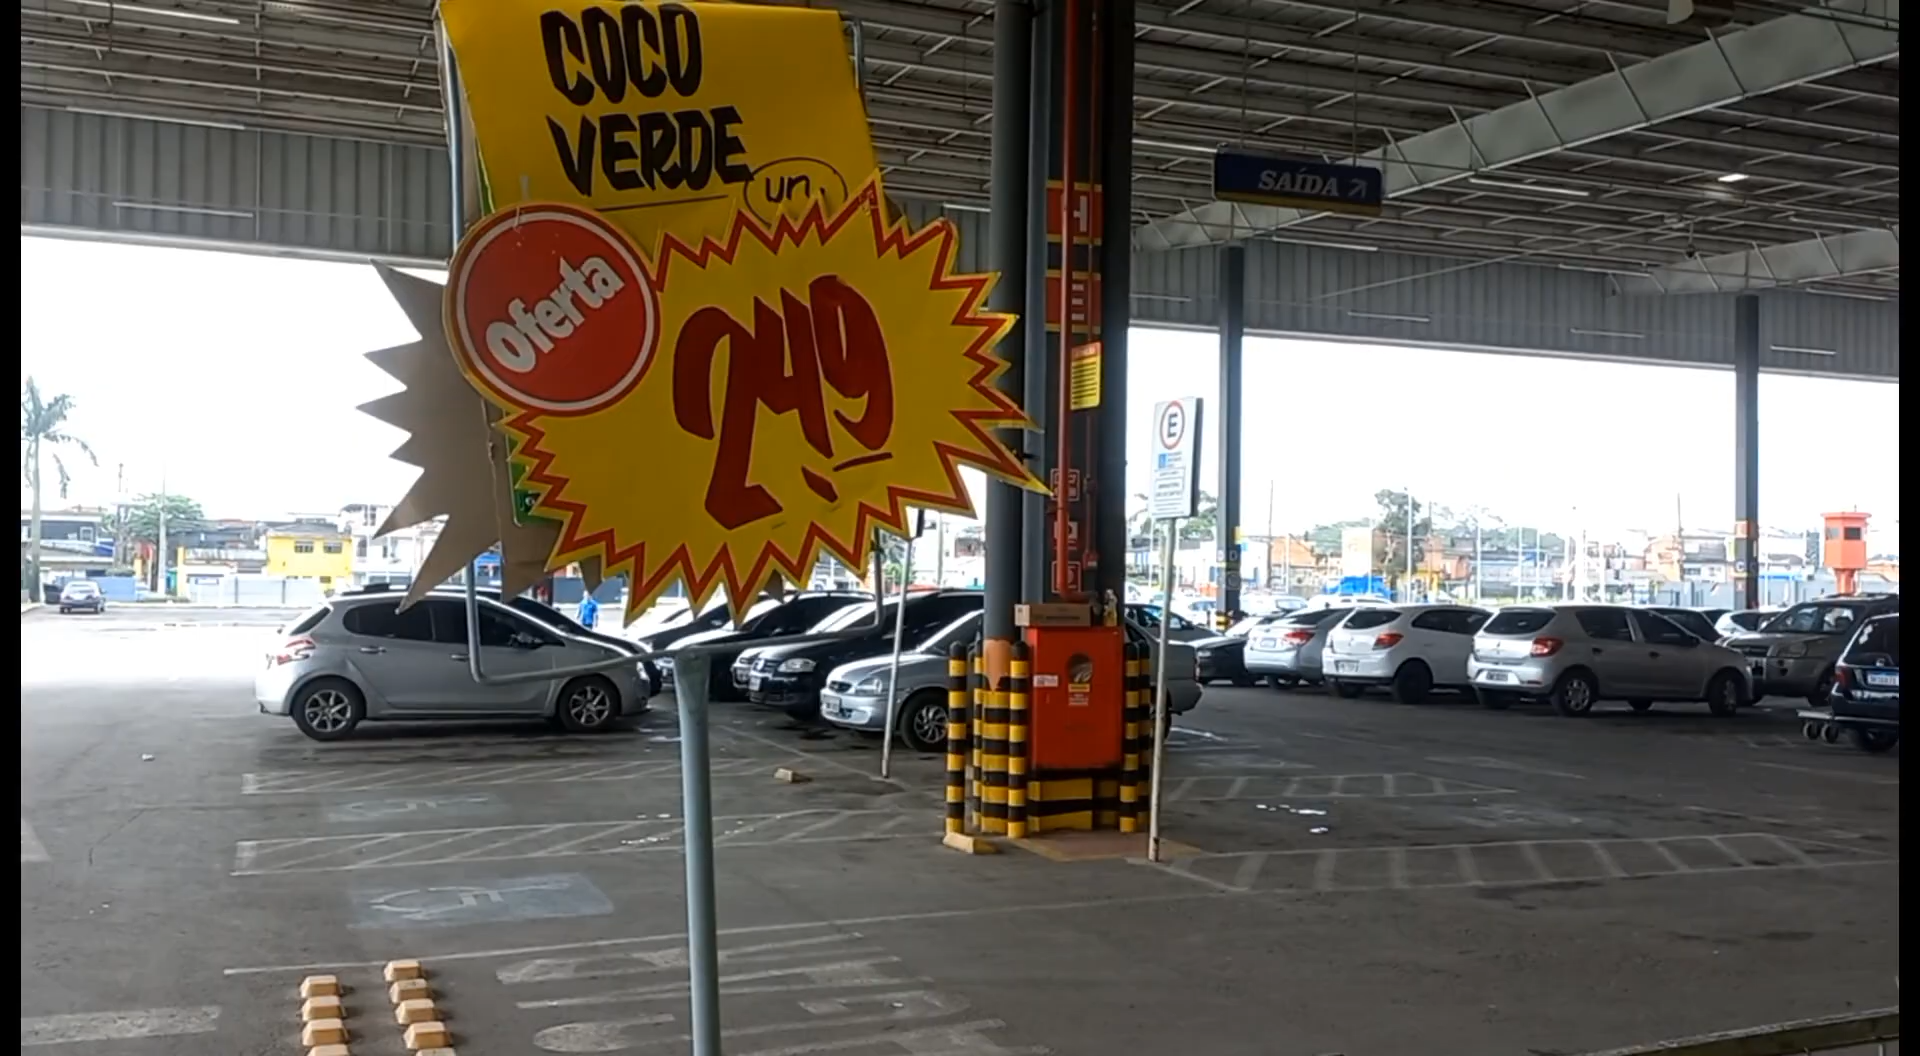 COCO
VERDE
un.
Oferta
2,49
SAÍDA
H
E
E